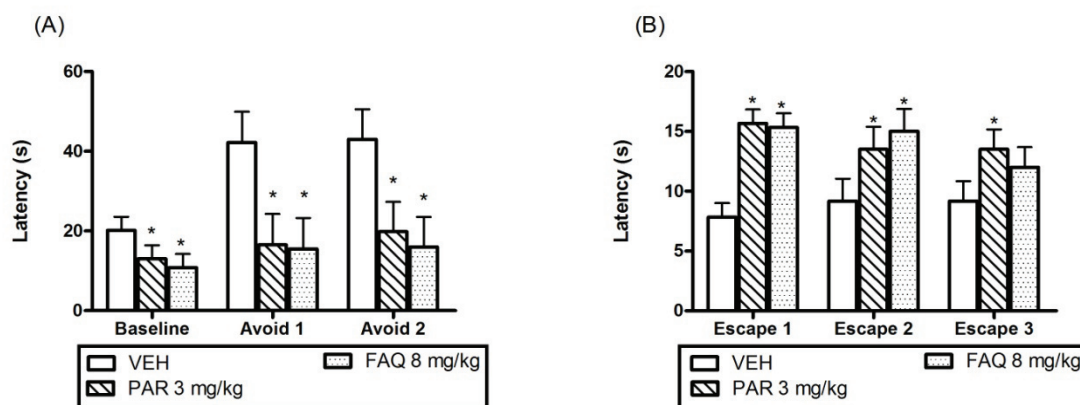 (A)
Latency (s)
60
40
20
0
* *
* *
* *
Baseline Avoid 1 Avoid 2
VEH FAQ 8 mg/kg
PAR 3 mg/kg
(B)
Latency (s)
20
15
10
5
0
* *
* *
*
Escape 1 Escape 2 Escape 3
VEH FAQ 8 mg/kg
PAR 3 mg/kg